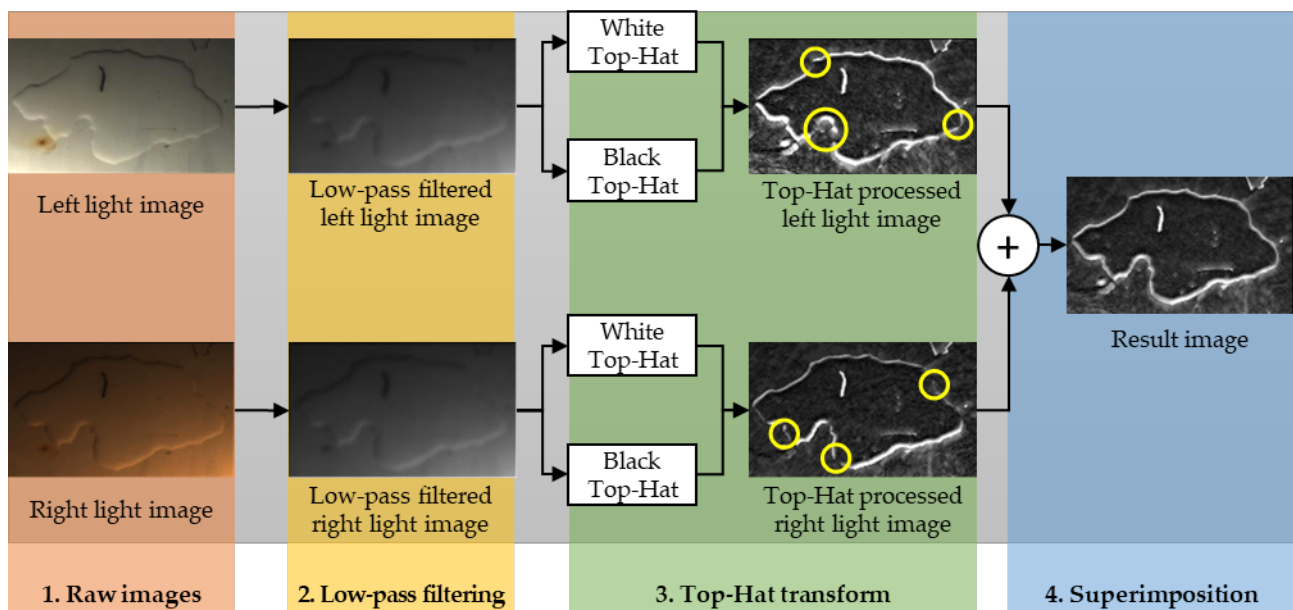 White
Top-Hat
Black
Top-Hat
Left light image
Low-pass filtered
left light image
Top-Hat processed
left light image
+
Result image
White
Top-Hat
Black
Top-Hat
Right light image
Low-pass filtered
right light image
Top-Hat processed
right light image
1. Raw images
2. Low-pass filtering
3. Top-Hat transform
4. Superimposition